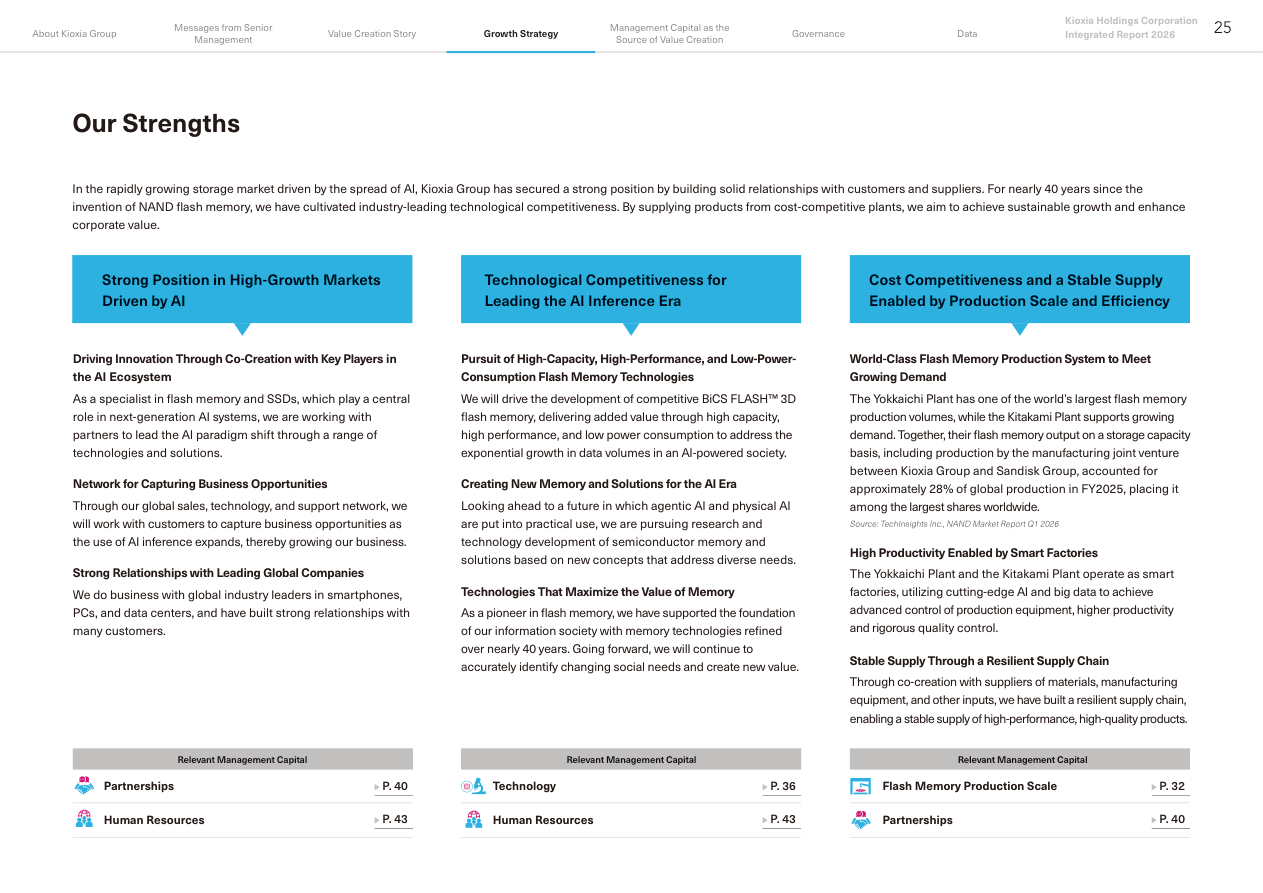 About Kioxia Group
Messages from Senior
Management
Value Creation Story
Growth Strategy
Management Capital as the
Source of Value Creation
Governance
Data
Kioxia Holdings Corporation
Integrated Report 2026
25
Our Strengths
In the rapidly growing storage market driven by the spread of AI, Kioxia Group has secured a strong position by building solid relationships with customers and suppliers. For nearly 40 years since the
invention of NAND flash memory, we have cultivated industry-leading technological competitiveness. By supplying products from cost-competitive plants, we aim to achieve sustainable growth and enhance
corporate value.
Strong Position in High-Growth Markets
Driven by AI
Driving Innovation Through Co-Creation with Key Players in
the AI Ecosystem
As a specialist in flash memory and SSDs, which play a central
role in next-generation AI systems, we are working with
partners to lead the AI paradigm shift through a range of
technologies and solutions.
Network for Capturing Business Opportunities
Through our global sales, technology, and support network, we
will work with customers to capture business opportunities as
the use of AI inference expands, thereby growing our business.
Strong Relationships with Leading Global Companies
We do business with global industry leaders in smartphones,
PCs, and data centers, and have built strong relationships with
many customers.
Relevant Management Capital
Partnerships
P. 40
Human Resources
P. 43
Technological Competitiveness for
Leading the AI Inference Era
Pursuit of High-Capacity, High-Performance, and Low-Power-
Consumption Flash Memory Technologies
We will drive the development of competitive BiCS FLASH™ 3D
flash memory, delivering added value through high capacity,
high performance, and low power consumption to address the
exponential growth in data volumes in an AI-powered society.
Creating New Memory and Solutions for the AI Era
Looking ahead to a future in which agentic AI and physical AI
are put into practical use, we are pursuing research and
technology development of semiconductor memory and
solutions based on new concepts that address diverse needs.
Technologies That Maximize the Value of Memory
As a pioneer in flash memory, we have supported the foundation
of our information society with memory technologies refined
over nearly 40 years. Going forward, we will continue to
accurately identify changing social needs and create new value.
Relevant Management Capital
Technology
P. 36
Human Resources
P. 43
Cost Competitiveness and a Stable Supply
Enabled by Production Scale and Efficiency
World-Class Flash Memory Production System to Meet
Growing Demand
The Yokkaichi Plant has one of the world's largest flash memory
production volumes, while the Kitakami Plant supports growing
demand. Together, their flash memory output on a storage capacity
basis, including production by the manufacturing joint venture
between Kioxia Group and Sandisk Group, accounted for
approximately 28% of global production in FY2025, placing it
among the largest shares worldwide.
Source: TechInsights Inc., NAND Market Report Q1 2026
High Productivity Enabled by Smart Factories
The Yokkaichi Plant and the Kitakami Plant operate as smart
factories, utilizing cutting-edge AI and big data to achieve
advanced control of production equipment, higher productivity
and rigorous quality control.
Stable Supply Through a Resilient Supply Chain
Through co-creation with suppliers of materials, manufacturing
equipment, and other inputs, we have built a resilient supply chain,
enabling a stable supply of high-performance, high-quality products.
Relevant Management Capital
Flash Memory Production Scale
P. 32
Partnerships
P. 40